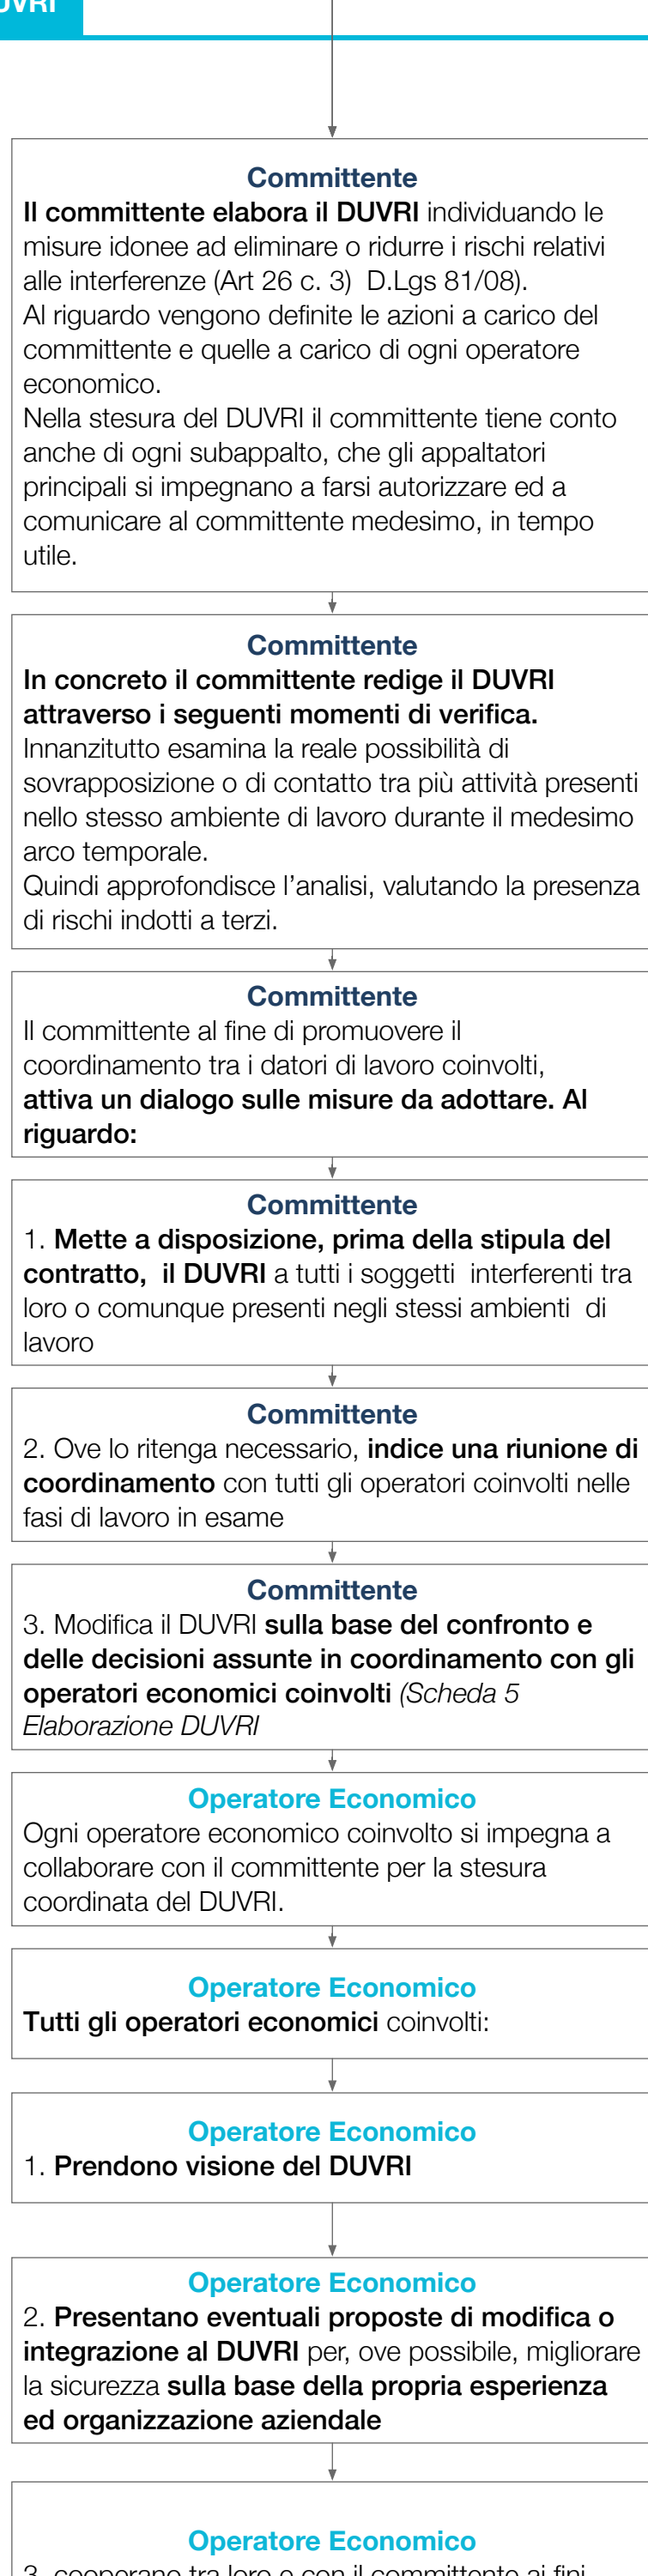 DUVRI
Committente
Il committente elabora il DUVRI individuando le
misure idonee ad eliminare o ridurre i rischi relativi
alle interferenze (Art 26 c. 3)  D.Lgs 81/08).
Al riguardo vengono definite le azioni a carico del
committente e quelle a carico di ogni operatore
economico.
Nella stesura del DUVRI il committente tiene conto
anche di ogni subappalto, che gli appaltatori
principali si impegnano a farsi autorizzare ed a
comunicare al committente medesimo, in tempo
utile.
Committente
In concreto il committente redige il DUVRI
attraverso i seguenti momenti di verifica.
Innanzitutto esamina la reale possibilità di
sovrapposizione o di contatto tra più attività presenti
nello stesso ambiente di lavoro durante il medesimo
arco temporale.
Quindi approfondisce l’analisi, valutando la presenza
di rischi indotti a terzi.
Committente
Il committente al fine di promuovere il
coordinamento tra i datori di lavoro coinvolti,
attiva un dialogo sulle misure da adottare. Al
riguardo:
Committente
1. Mette a disposizione, prima della stipula del
contratto,  il DUVRI a tutti i soggetti  interferenti tra
loro o comunque presenti negli stessi ambienti  di
lavoro
Committente
2. Ove lo ritenga necessario, indice una riunione di
coordinamento con tutti gli operatori coinvolti nelle
fasi di lavoro in esame
Committente
3. Modifica il DUVRI sulla base del confronto e
delle decisioni assunte in coordinamento con gli
operatori economici coinvolti (Scheda 5
Elaborazione DUVRI
Operatore Economico
Ogni operatore economico coinvolto si impegna a
collaborare con il committente per la stesura
coordinata del DUVRI.
Operatore Economico
Tutti gli operatori economici coinvolti:
Operatore Economico
1. Prendono visione del DUVRI
Operatore Economico
2. Presentano eventuali proposte di modifica o
integrazione al DUVRI per, ove possibile, migliorare
la sicurezza sulla base della propria esperienza
ed organizzazione aziendale
Operatore Economico
3. cooperano tra loro e con il committente ai fini